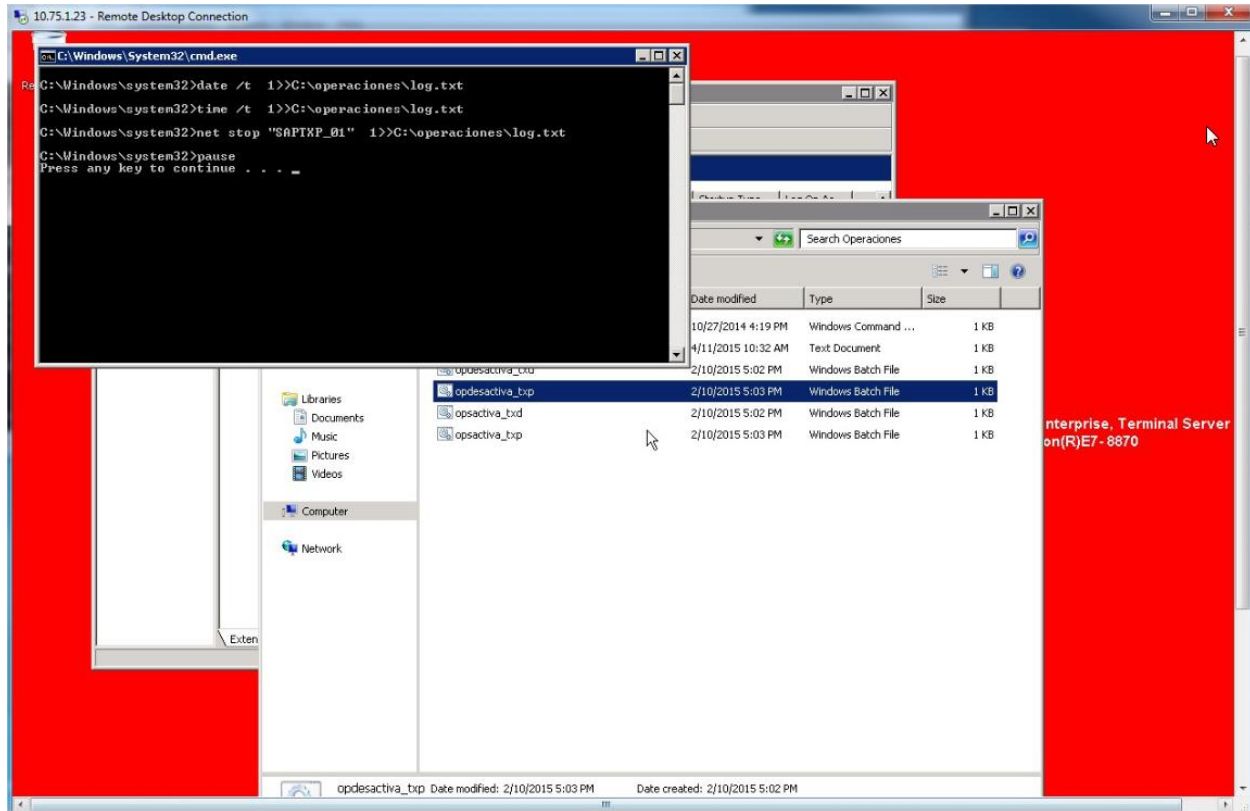 10.75.1.23 - Remote Desktop Connection
C:\Windows\System32\cmd.exe
Re
C:\Windows\system32>date /t  1>>C:\operaciones\log.txt
C:\Windows\system32>time /t  1>>C:\operaciones\log.txt
C:\Windows\system32>net stop "SAPTXP_01"  1>>C:\operaciones\log.txt
C:\Windows\system32>pause
Press any key to continue . . . _
Startup Type Log On As
Search Operaciones
Date modified Type Size
10/27/2014 4:19 PM Windows Command ... 1 KB
4/11/2015 10:32 AM Text Document 1 KB
opdesactiva_txd 2/10/2015 5:02 PM Windows Batch File 1 KB
opdesactiva_txp 2/10/2015 5:03 PM Windows Batch File 1 KB
opsactiva_txd 2/10/2015 5:02 PM Windows Batch File 1 KB
opsactiva_txp 2/10/2015 5:03 PM Windows Batch File 1 KB
Libraries
Documents
Music
Pictures
Videos
Computer
Network
nterprise, Terminal Server
on(R)E7-8870
Exten
opdesactiva_txp Date modified: 2/10/2015 5:03 PM Date created: 2/10/2015 5:02 PM